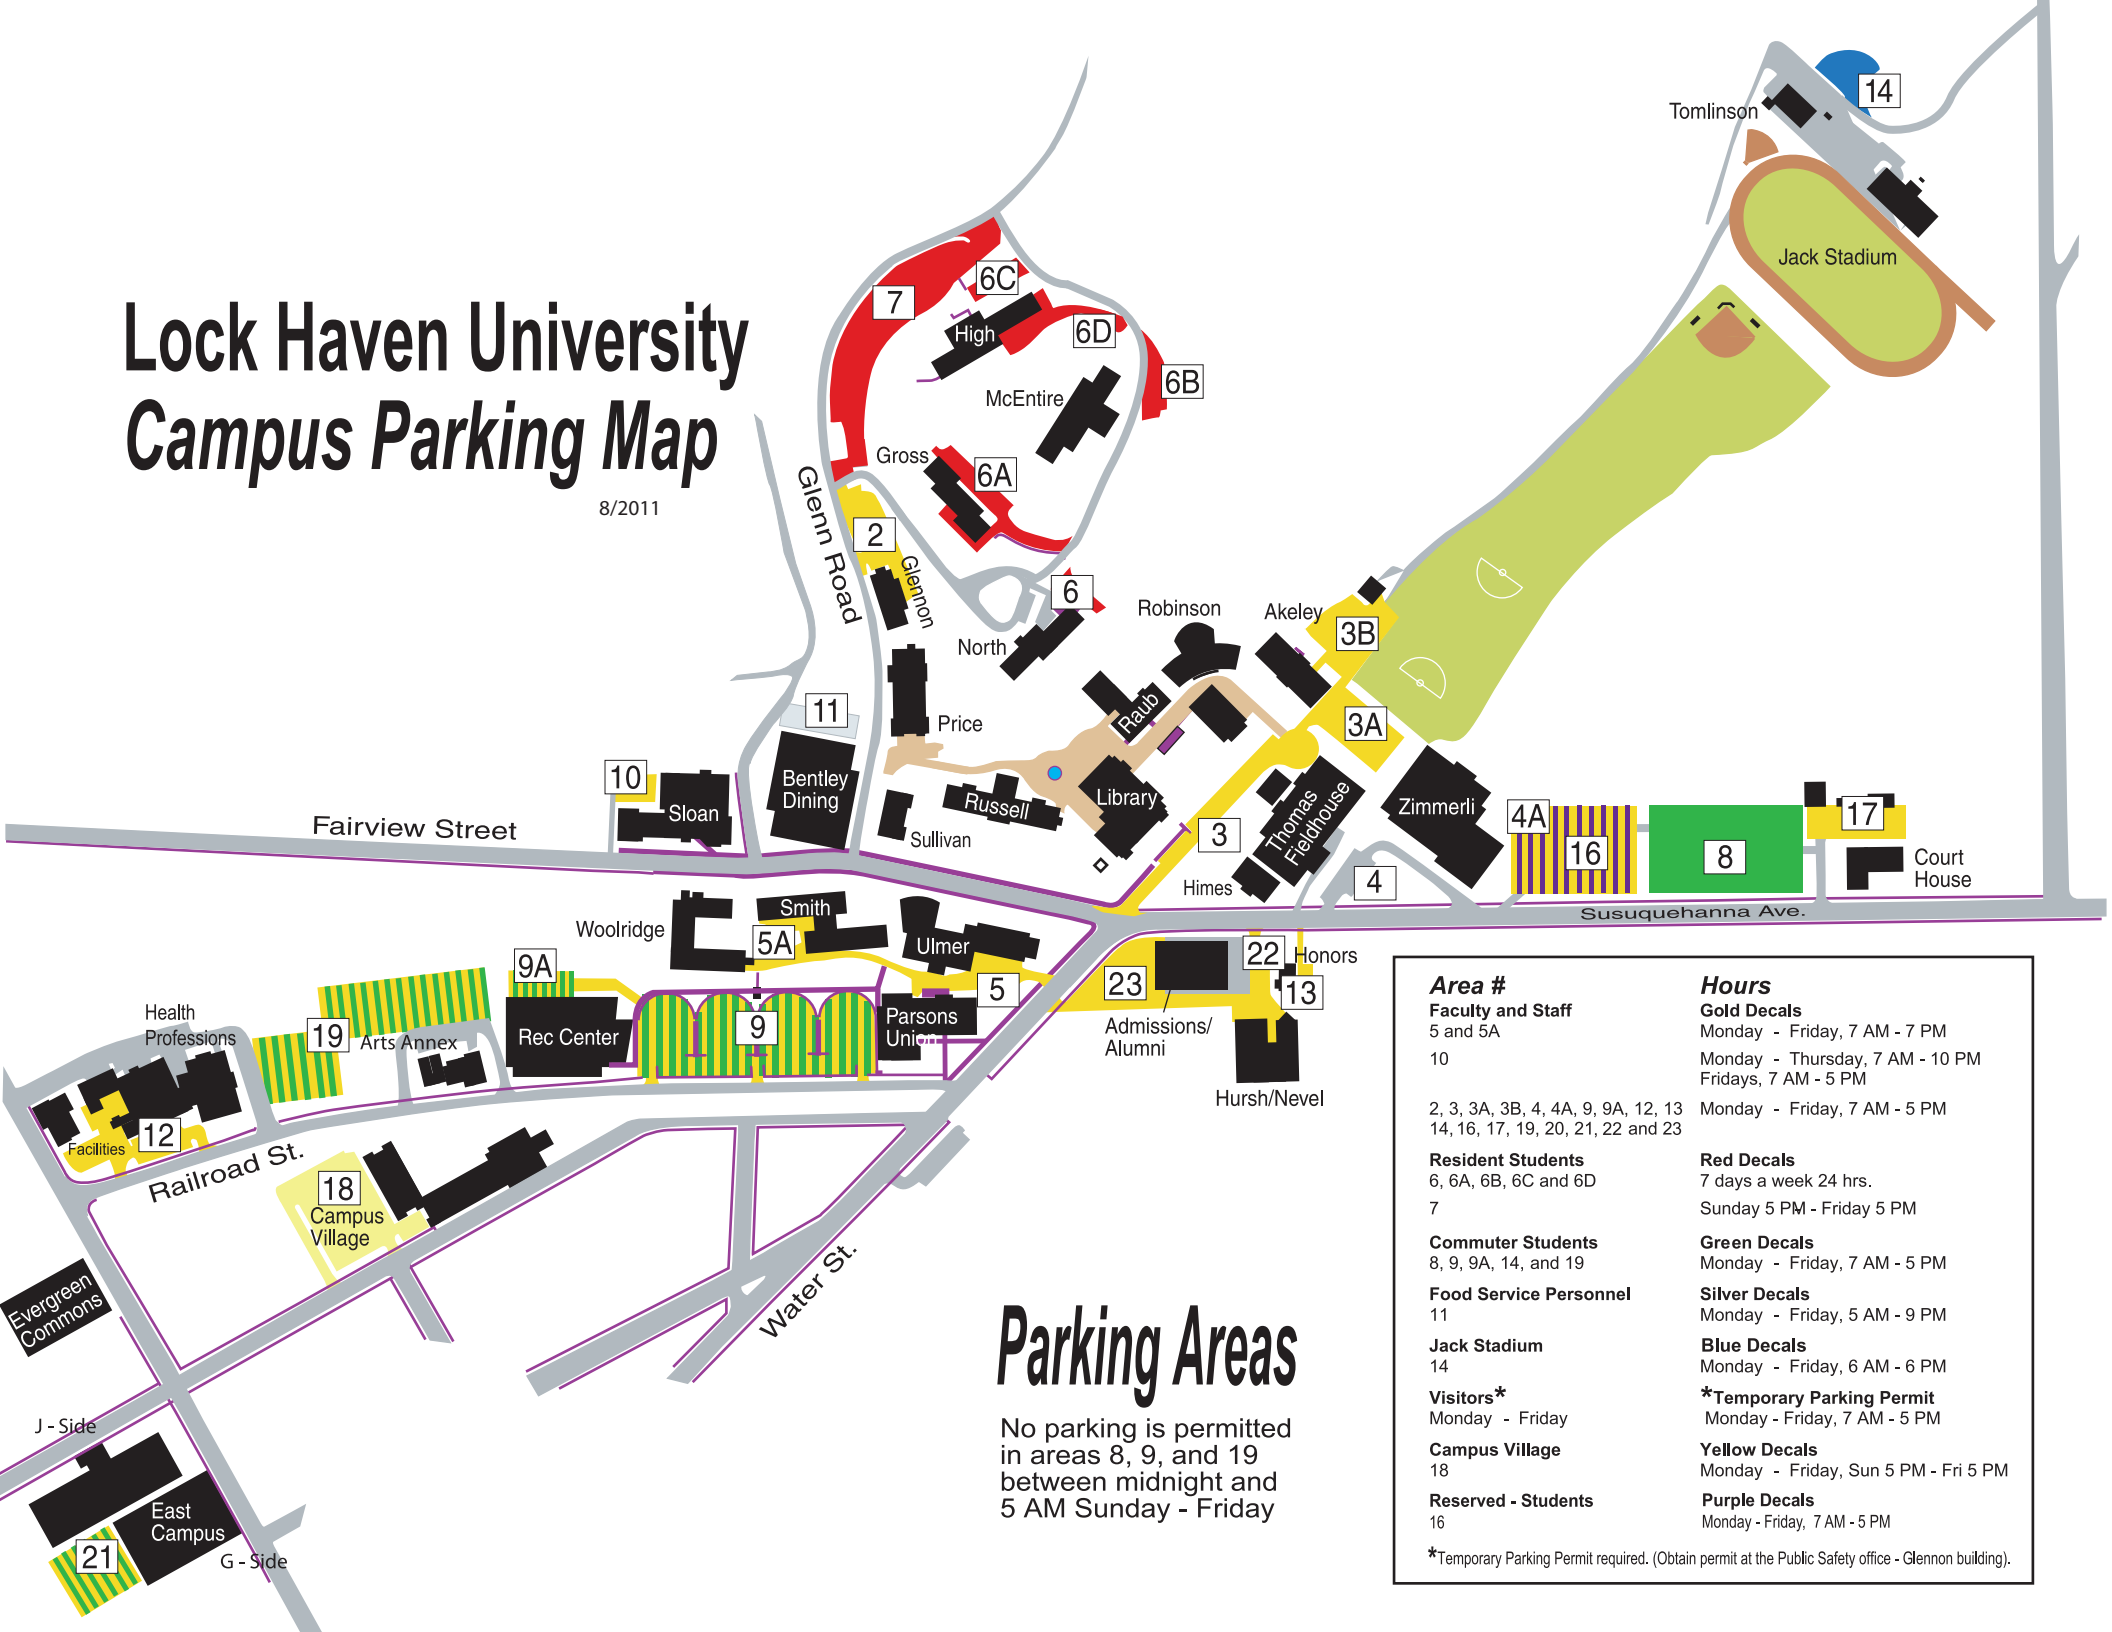 Lock Haven University
Campus Parking Map
8/2011
14
Tomlinson
Jack Stadium
7
6C
High
6D
6B
McEntire
Gross
6A
Glenn Road
2
Glennon
6
North
Robinson
Akeley
3B
Raub
11
Price
3A
10
Sloan
Bentley
Dining
Russell
Library
Sullivan
3
Thomas
Fieldhouse
Himes
Zimmerli
4
4A
16
8
17
Court
House
Fairview Street
Susuquehanna Ave.
Woolridge
Smith
5A
Ulmer
5
9A
9
Rec Center
Parsons
Union
23
22
Honors
13
Admissions/
Alumni
Hursh/Nevel
Health
Professions
19
Arts Annex
12
Facilities
Railroad St.
18
Campus
Village
Evergreen
Commons
Water St.
J - Side
East
Campus
21
G - Side
Parking Areas
No parking is permitted
in areas 8, 9, and 19
between midnight and
5 AM Sunday - Friday
Area # Hours
Faculty and Staff Gold Decals
5 and 5A Monday - Friday, 7 AM - 7 PM
10 Monday - Thursday, 7 AM - 10 PM
Fridays, 7 AM - 5 PM
2, 3, 3A, 3B, 4, 4A, 9, 9A, 12, 13 Monday - Friday, 7 AM - 5 PM
14, 16, 17, 19, 20, 21, 22 and 23
Resident Students Red Decals
6, 6A, 6B, 6C and 6D 7 days a week 24 hrs.
7 Sunday 5 PM - Friday 5 PM
Commuter Students Green Decals
8, 9, 9A, 14, and 19 Monday - Friday, 7 AM - 5 PM
Food Service Personnel Silver Decals
11 Monday - Friday, 5 AM - 9 PM
Jack Stadium Blue Decals
14 Monday - Friday, 6 AM - 6 PM
Visitors* *Temporary Parking Permit
Monday - Friday Monday - Friday, 7 AM - 5 PM
Campus Village Yellow Decals
18 Monday - Friday, Sun 5 PM - Fri 5 PM
Reserved - Students Purple Decals
16 Monday - Friday, 7 AM - 5 PM
*Temporary Parking Permit required. (Obtain permit at the Public Safety office - Glennon building).